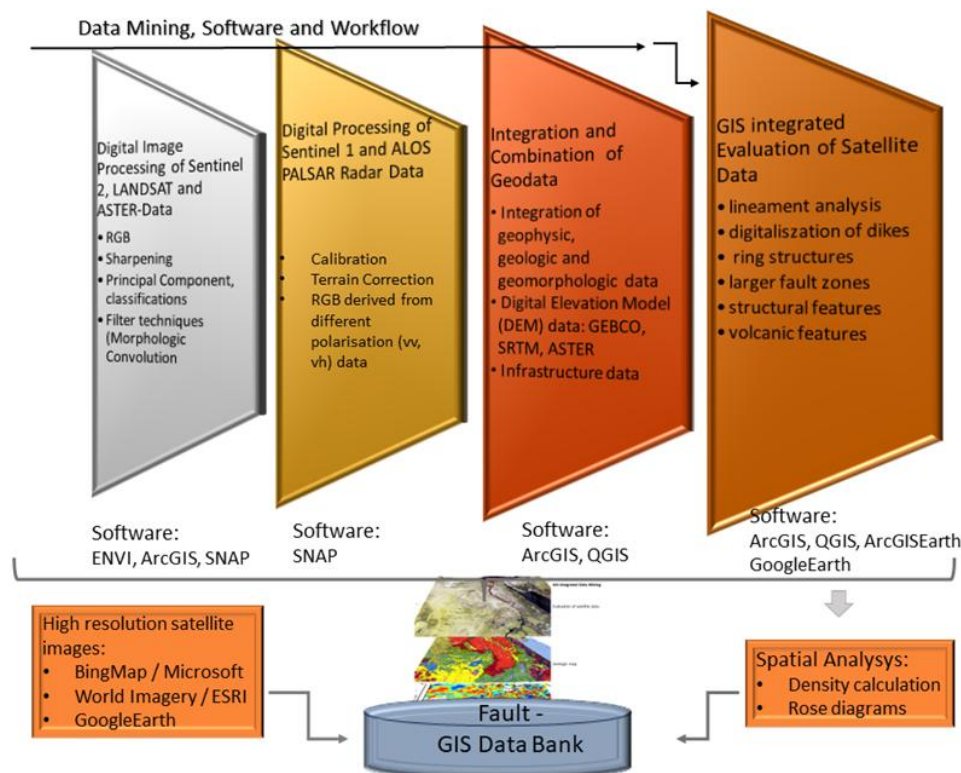 Data Mining, Software and Workflow
Digital Image
Processing of Sentinel
2, LANDSAT and
ASTER-Data
• RGB
• Sharpening
• Principal Component,
classifications
• Filter techniques
(Morphologic
Convolution
Digital Processing of
Sentinel 1 and ALOS
PALSAR Radar Data
• Calibration
• Terrain Correction
• RGB derived from
different
polarisation (vv,
vh) data
Integration and
Combination of
Geodata
• Integration of
geophysic,
geologic and
geomorphologic data
• Digital Elevation Model
(DEM) data: GEBCO,
SRTM, ASTER
• Infrastructure data
GIS integrated
Evaluation of Satellite
Data
• lineament analysis
• digitaliszation of dikes
• ring structures
• larger fault zones
• structural features
• volcanic features
Software:
ENVI, ArcGIS, SNAP
Software:
SNAP
Software:
ArcGIS, QGIS
Software:
ArcGIS, QGIS, ArcGISEarth
GoogleEarth
High resolution satellite
images:
• BingMap / Microsoft
• World Imagery / ESRI
• GoogleEarth
Evaluation of satellite data
Fault -
GIS Data Bank
Spatial Analysys:
• Density calculation
• Rose diagrams